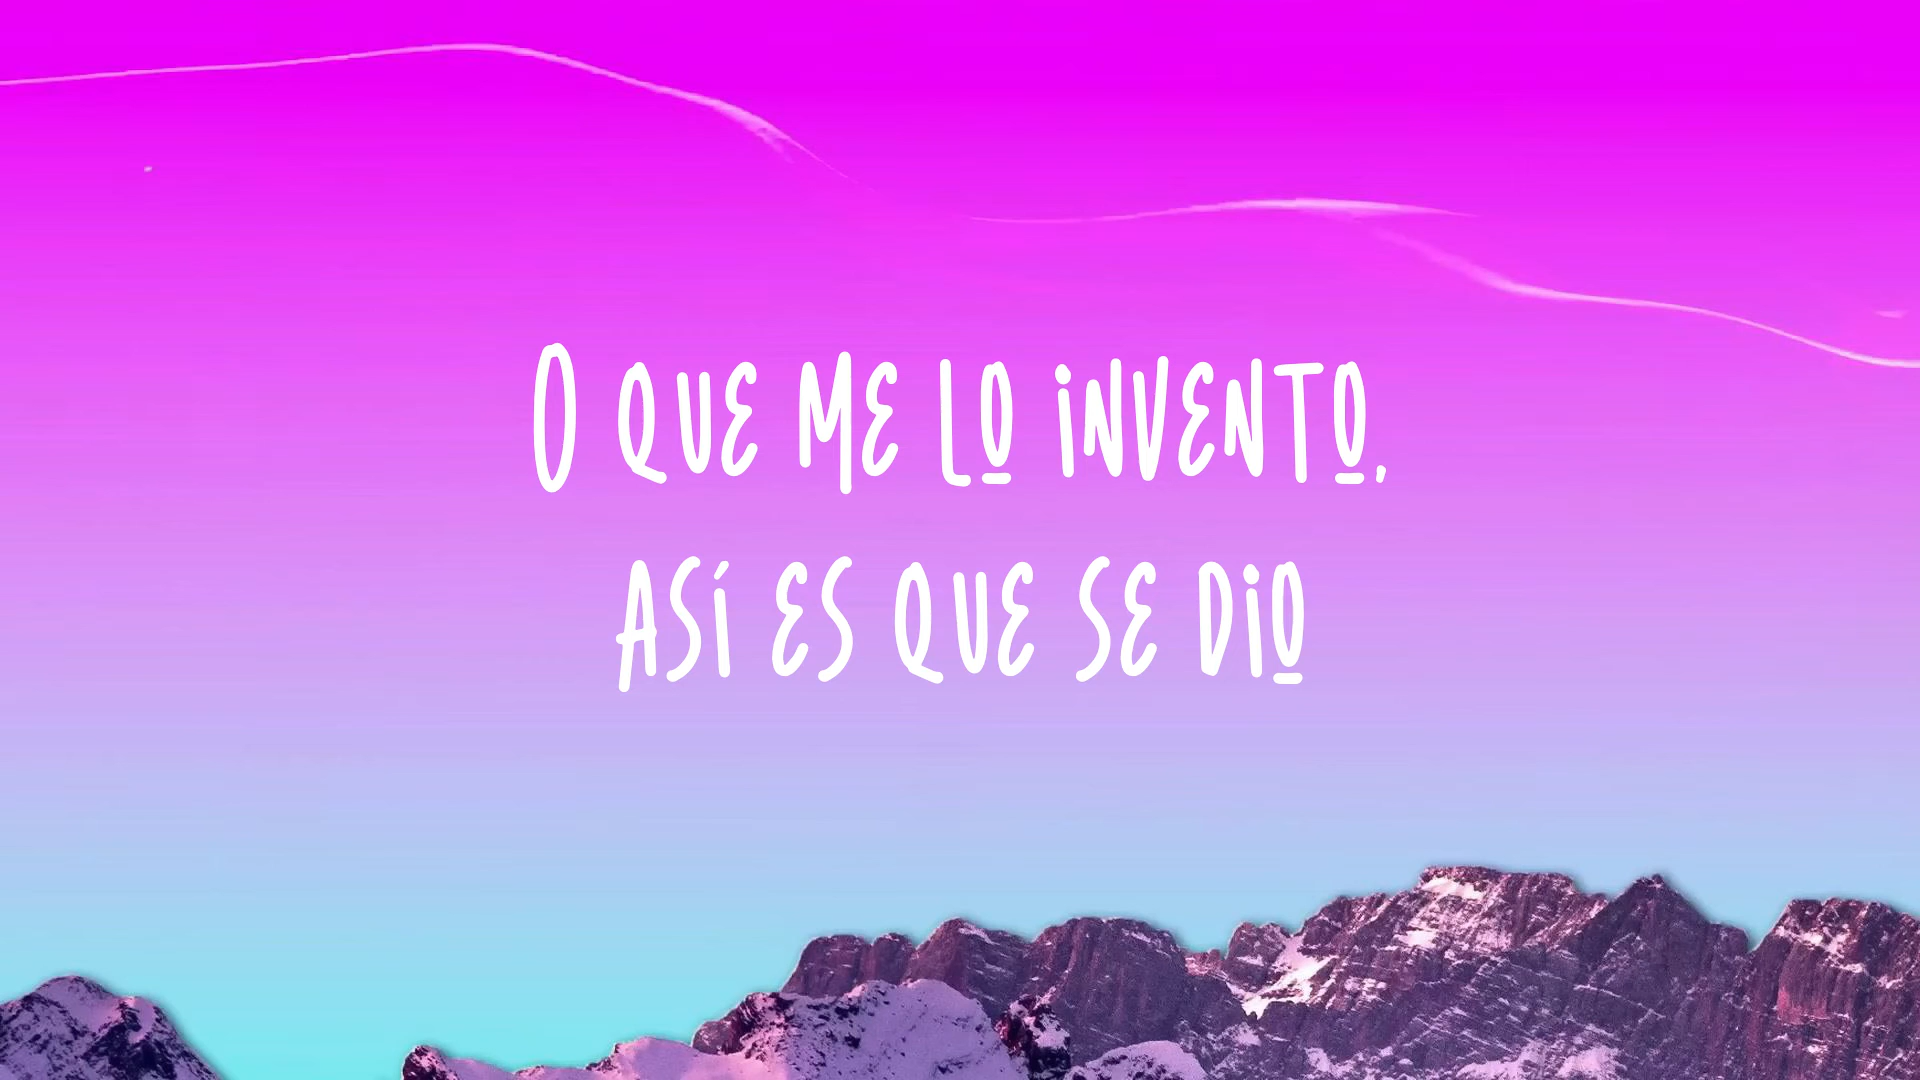 O QUE ME LO INVENTO,
ASÍ ES QUE SE DIO